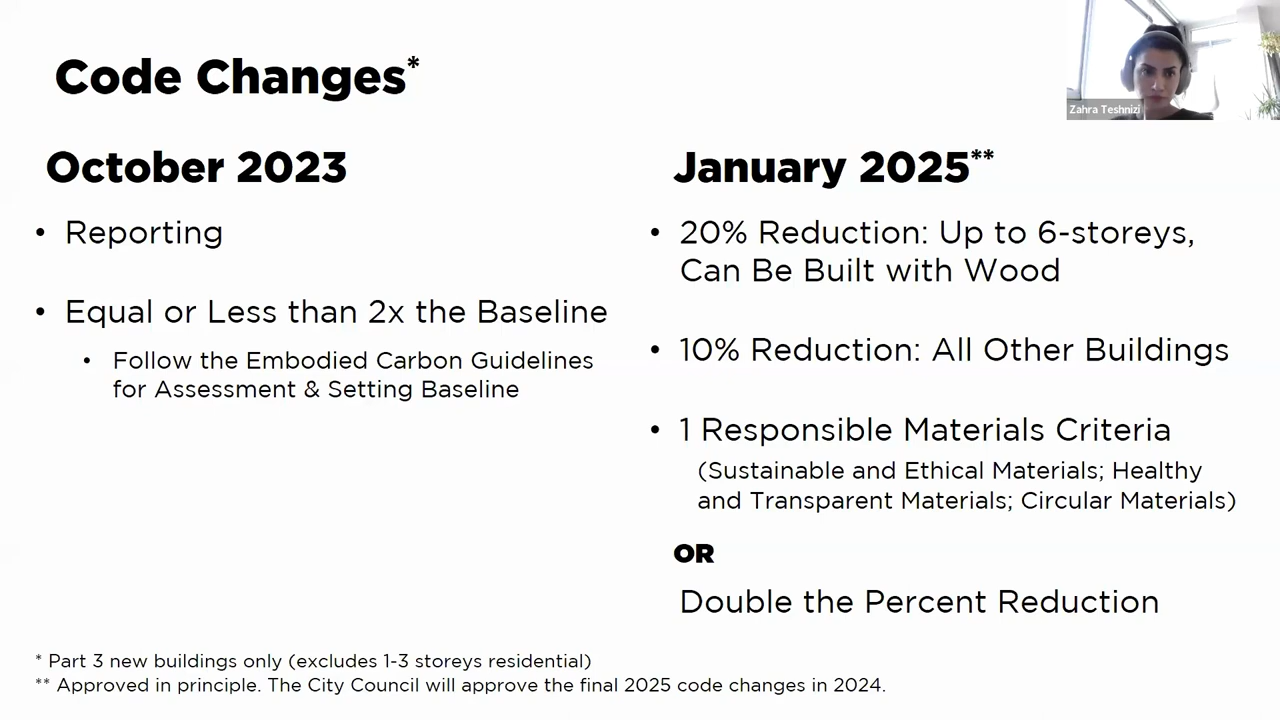 Code Changes*
Zahra Teshnizi
October 2023
• Reporting
• Equal or Less than 2x the Baseline
• Follow the Embodied Carbon Guidelines
for Assessment & Setting Baseline
January 2025**
• 20% Reduction: Up to 6-storeys,
Can Be Built with Wood
• 10% Reduction: All Other Buildings
• 1 Responsible Materials Criteria
(Sustainable and Ethical Materials; Healthy
and Transparent Materials; Circular Materials)
OR
Double the Percent Reduction
* Part 3 new buildings only (excludes 1-3 storeys residential)
** Approved in principle. The City Council will approve the final 2025 code changes in 2024.